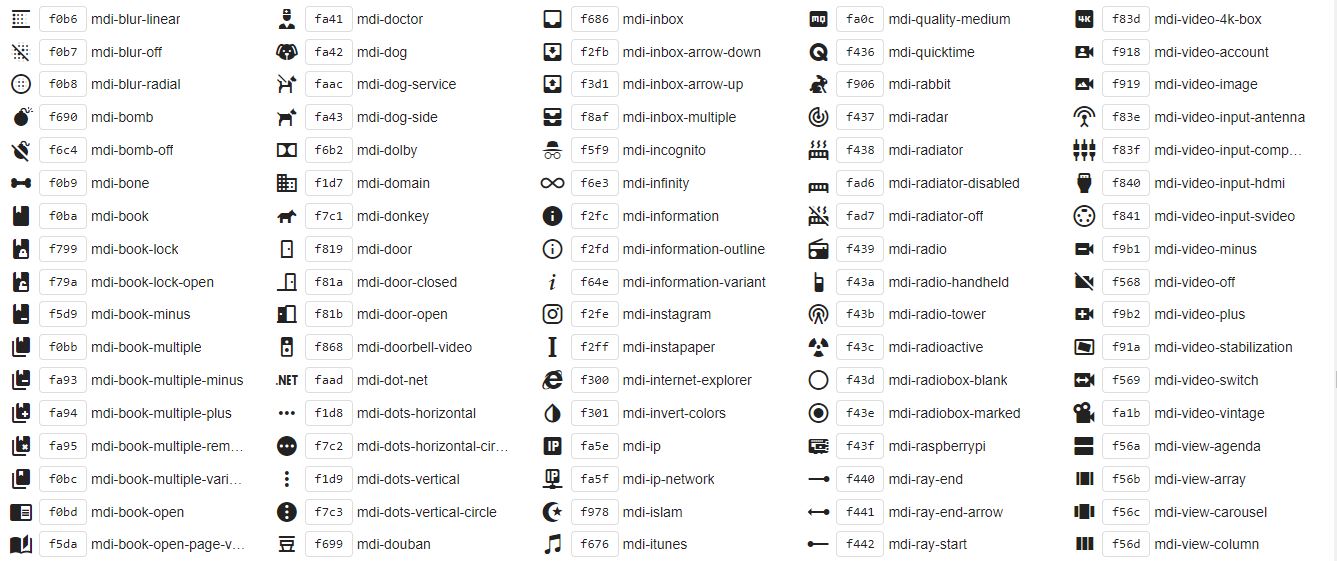 f0b6 mdi-blur-linear fa41 mdi-doctor f686 mdi-inbox MQ fa0c mdi-quality-medium 4K f83d mdi-video-4k-box
f0b7 mdi-blur-off fa42 mdi-dog f2fb mdi-inbox-arrow-down f436 mdi-quicktime f918 mdi-video-account
f0b8 mdi-blur-radial faac mdi-dog-service f3d1 mdi-inbox-arrow-up f906 mdi-rabbit f919 mdi-video-image
f690 mdi-bomb fa43 mdi-dog-side f8af mdi-inbox-multiple f437 mdi-radar f83e mdi-video-input-antenna
f6c4 mdi-bomb-off f6b2 mdi-dolby f5f9 mdi-incognito f438 mdi-radiator f83f mdi-video-input-comp...
f0b9 mdi-bone f1d7 mdi-domain f6e3 mdi-infinity fad6 mdi-radiator-disabled f840 mdi-video-input-hdmi
f0ba mdi-book f7c1 mdi-donkey f2fc mdi-information fad7 mdi-radiator-off f841 mdi-video-input-svideo
f799 mdi-book-lock f819 mdi-door f2fd mdi-information-outline f439 mdi-radio f9b1 mdi-video-minus
f79a mdi-book-lock-open f81a mdi-door-closed i f64e mdi-information-variant f43a mdi-radio-handheld f568 mdi-video-off
f5d9 mdi-book-minus f81b mdi-door-open f2fe mdi-instagram f43b mdi-radio-tower f9b2 mdi-video-plus
f0bb mdi-book-multiple f868 mdi-doorbell-video I f2ff mdi-instapaper f43c mdi-radioactive f91a mdi-video-stabilization
fa93 mdi-book-multiple-minus .NET faad mdi-dot-net f300 mdi-internet-explorer f43d mdi-radiobox-blank f569 mdi-video-switch
fa94 mdi-book-multiple-plus f1d8 mdi-dots-horizontal f301 mdi-invert-colors f43e mdi-radiobox-marked fa1b mdi-video-vintage
fa95 mdi-book-multiple-rem... f7c2 mdi-dots-horizontal-cir... IP fa5e mdi-ip f43f mdi-raspberrypi f56a mdi-view-agenda
f0bc mdi-book-multiple-vari... f1d9 mdi-dots-vertical IP fa5f mdi-ip-network f440 mdi-ray-end f56b mdi-view-array
f0bd mdi-book-open f7c3 mdi-dots-vertical-circle f978 mdi-islam f441 mdi-ray-end-arrow f56c mdi-view-carousel
f5da mdi-book-open-page-v... f699 mdi-douban f676 mdi-itunes f442 mdi-ray-start f56d mdi-view-column